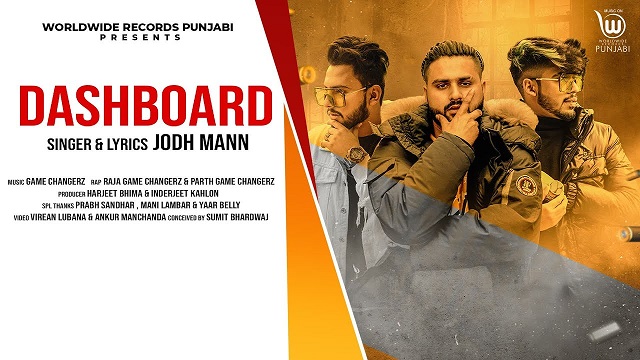 WORLDWIDE RECORDS PUNJABI
PRESENTS
DASHBOARD
SINGER & LYRICS JODH MANN
MUSIC GAME CHANGERZ RAP RAJA GAME CHANGERZ & PARTH GAME CHANGERZ
PRODUCER HARJEET BHIMA & INDERJEET KAHLON
SPL THANKS PRABH SANDHAR , MANI LAMBAR & YAAR BELLY
VIDEO VIREAN LUBANA & ANKUR MANCHANDA CONCEIVED BY SUMIT BHARDWAJ
MUSIC ON
WORLDWIDE
PUNJABI